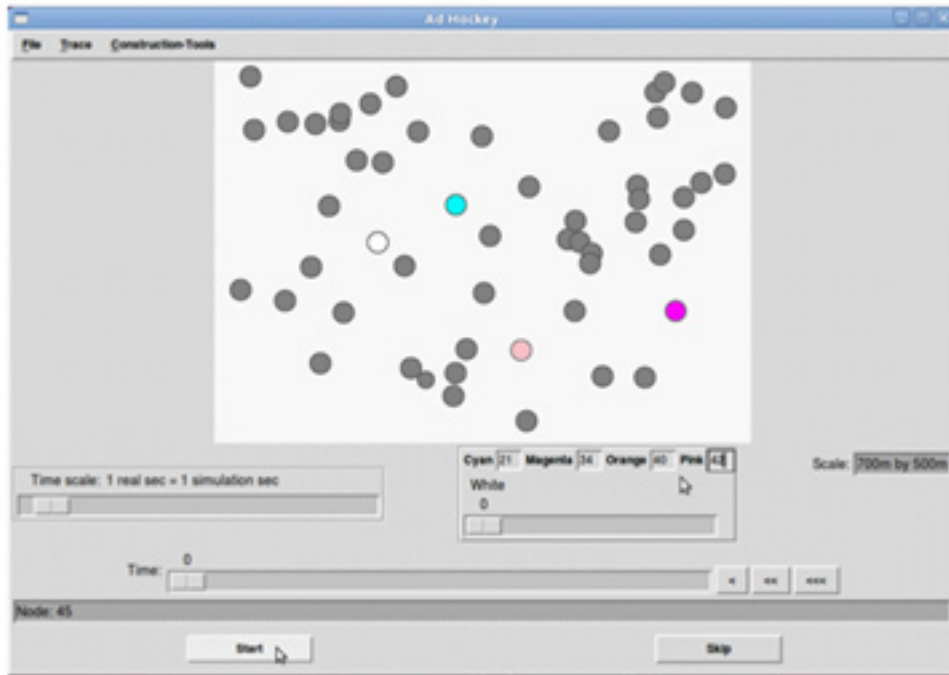 Ad Hockey
File Trace Construction-Tools
Cyan 21 Magenta 34 Orange 40 Pink 43
Scale: 700m by 500m
Time scale: 1 real sec = 1 simulation sec
White
0
0
Time: < << <<<
Node: 45
Start Skip